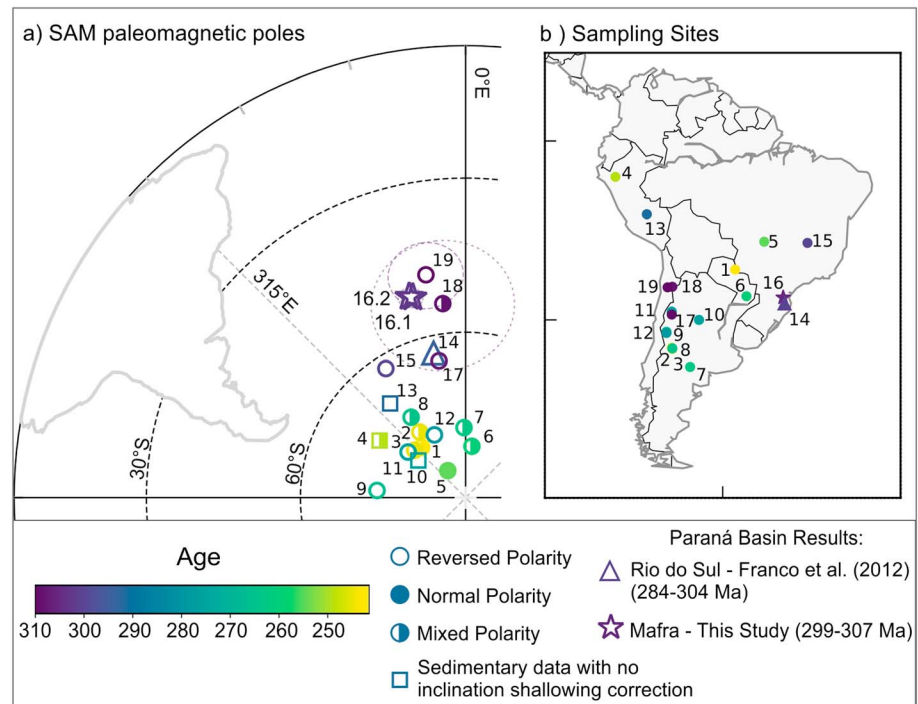 a) SAM paleomagnetic poles
b ) Sampling Sites
0°E
315°E
30°S
60°S
19
18
16.2
16.1
14
15
17
13
8
12
7
4
3
2
1
6
11
10
5
9
4
13
5
15
1
6
16
14
19
18
11
17
10
12
9
2
3
8
7
Age
310 300 290 280 270 260 250
Reversed Polarity
Normal Polarity
Mixed Polarity
Sedimentary data with no
inclination shallowing correction
Paraná Basin Results:
Rio do Sul - Franco et al. (2012)
(284-304 Ma)
Mafra - This Study (299-307 Ma)